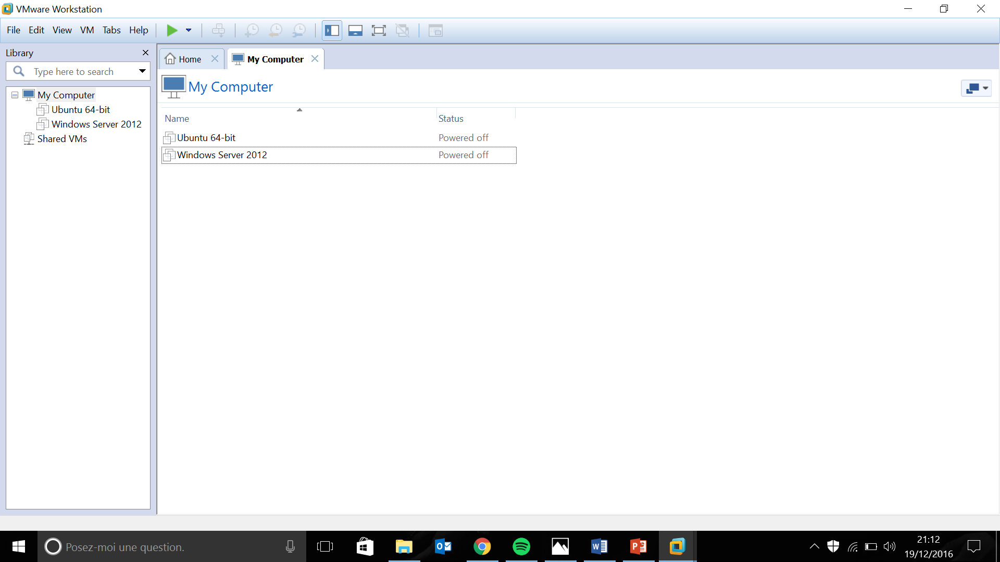 VMware Workstation
File Edit View VM Tabs Help
Library
Type here to search
My Computer
Ubuntu 64-bit
Windows Server 2012
Shared VMs
Home
My Computer
My Computer
Name Status
Ubuntu 64-bit Powered off
Windows Server 2012 Powered off
Posez-moi une question.
21:12
19/12/2016